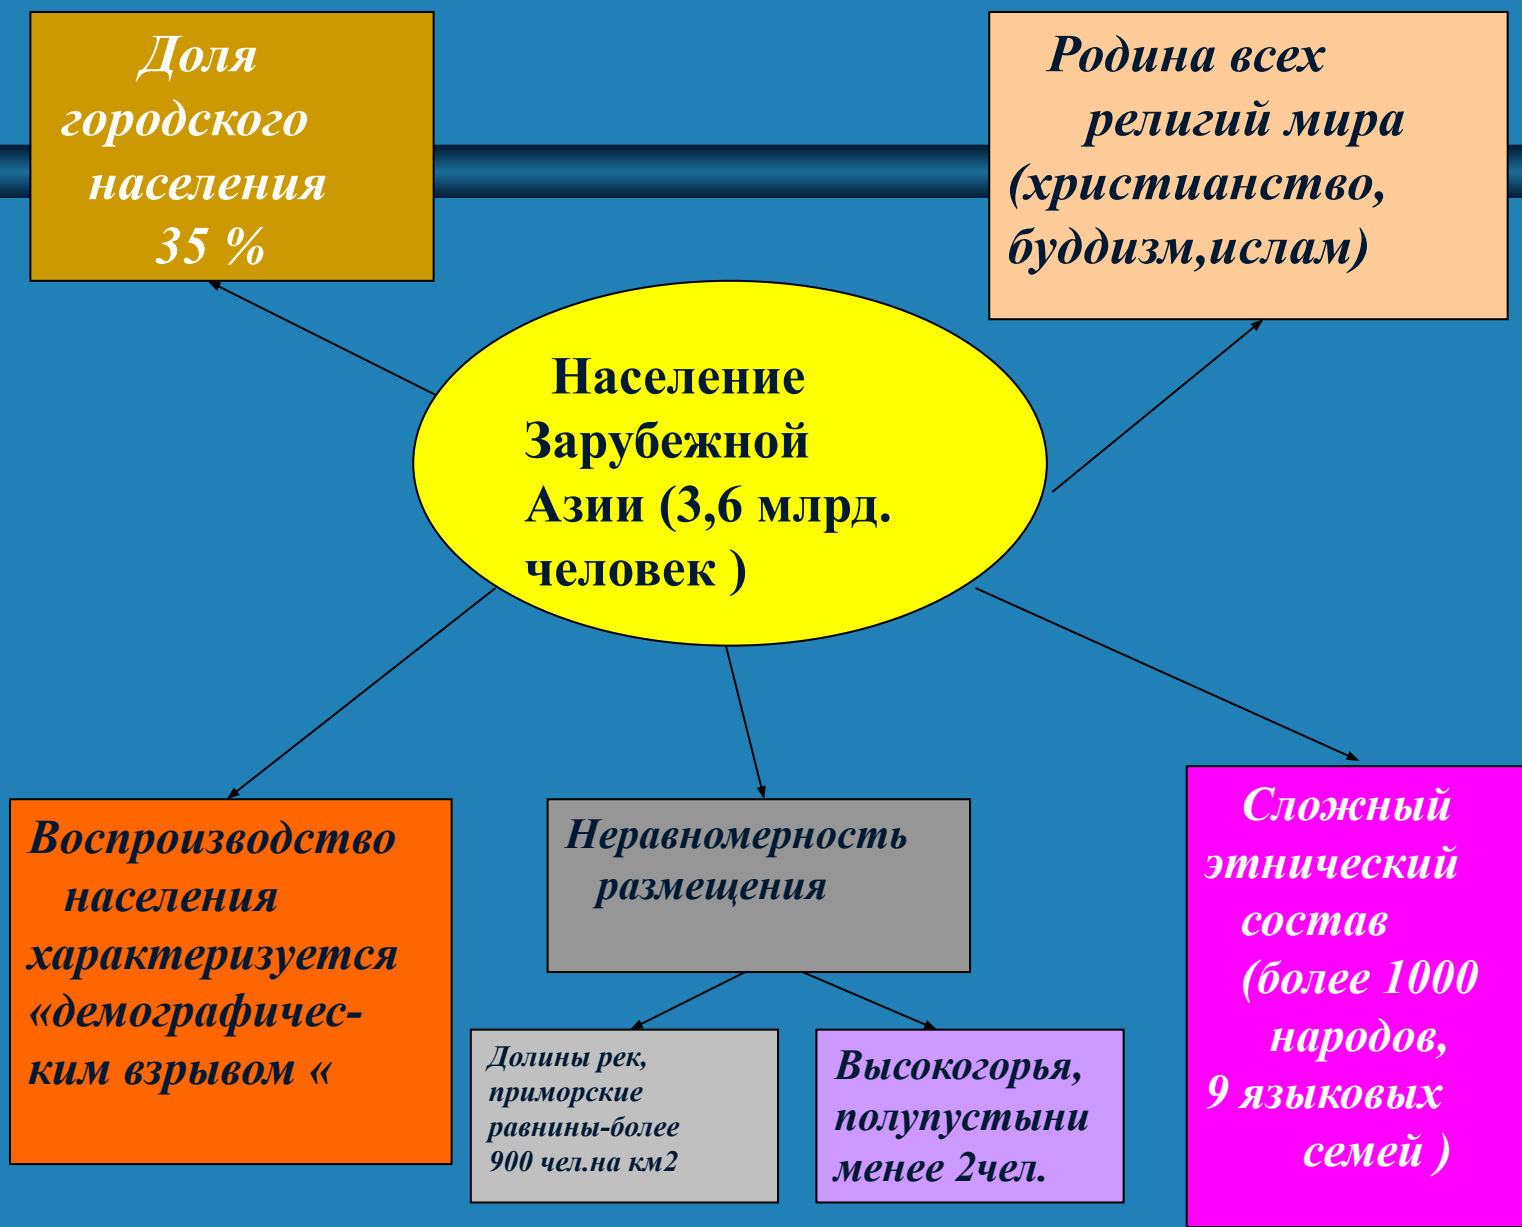 Доля
городского
населения
35 %
Родина всех
религий мира
(христианство,
буддизм,ислам)
Население
Зарубежной
Азии (3,6 млрд.
человек )
Воспроизводство
населения
характеризуется
«демографичес-
ким взрывом «
Неравномерность
размещения
Долины рек,
приморские
равнины-более
900 чел.на км2
Высокогорья,
полупустыни
менее 2чел.
Сложный
этнический
состав
(более 1000
народов,
9 языковых
семей )